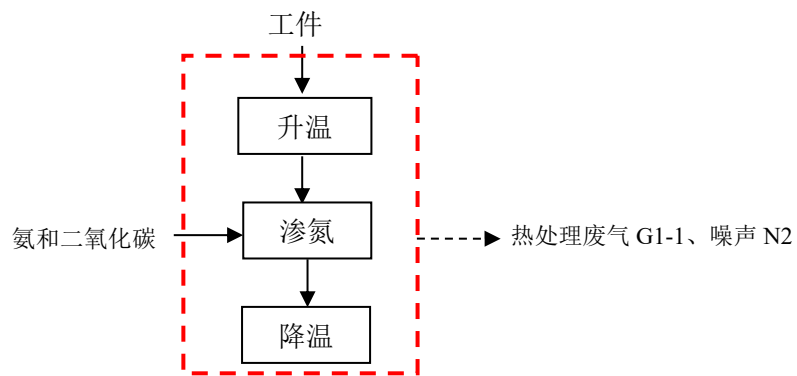 工件
升温
氨和二氧化碳
渗氮
热处理废气 G1-1、噪声 N2
降温